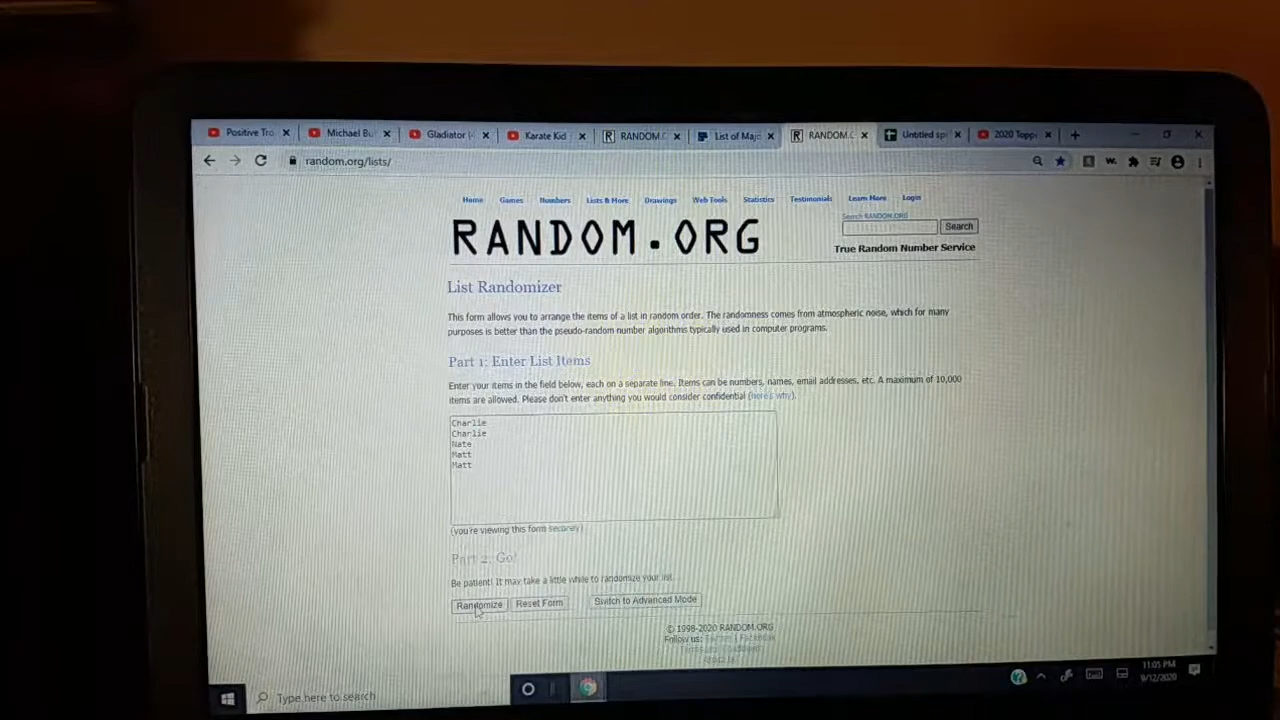 Positive Tro
Michael Bu
Gladiator (
Karate Kid
RANDOM.C
List of Majo
RANDOM.C
Untitled spr
2020 Topps
random.org/lists/
Home Games Numbers Lists & More Drawings Web Tools Statistics Testimonials Learn More Login
RANDOM.ORG
Search RANDOM.ORG
Search
True Random Number Service
List Randomizer
This form allows you to arrange the items of a list in random order. The randomness comes from atmospheric noise, which for many
purposes is better than the pseudo-random number algorithms typically used in computer programs.
Part 1: Enter List Items
Enter your items in the field below, each on a separate line. Items can be numbers, names, email addresses, etc. A maximum of 10,000
items are allowed. Please don't enter anything you would consider confidential (here's why).
Charlie
Charlie
Nate
Matt
Matt
(you're viewing this form securely)
Part 2: Go!
Be patient! It may take a little while to randomize your list.
Randomize Reset Form Switch to Advanced Mode
© 1998-2020 RANDOM.ORG
Follow us: Twitter | Facebook
Type here to search
11:05 PM
9/12/2020